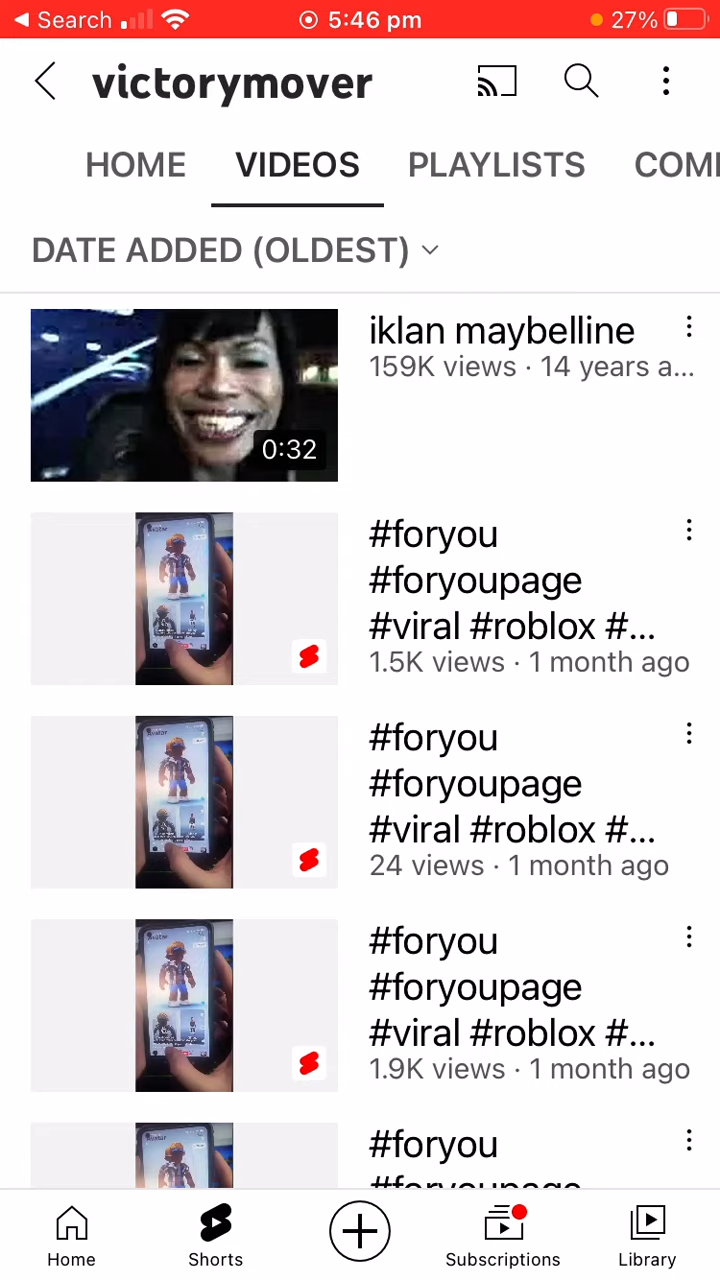 Search
5:46 pm
27%
victorymover
HOME
VIDEOS
PLAYLISTS
DATE ADDED (OLDEST)
iklan maybelline
159K views · 14 years a...
0:32
#foryou
#foryoupage
#viral #roblox #...
1.5K views · 1 month ago
#foryou
#foryoupage
#viral #roblox #...
24 views · 1 month ago
#foryou
#foryoupage
#viral #roblox #...
1.9K views · 1 month ago
#foryou
#foryoupage
Home
Shorts
Subscriptions
Library